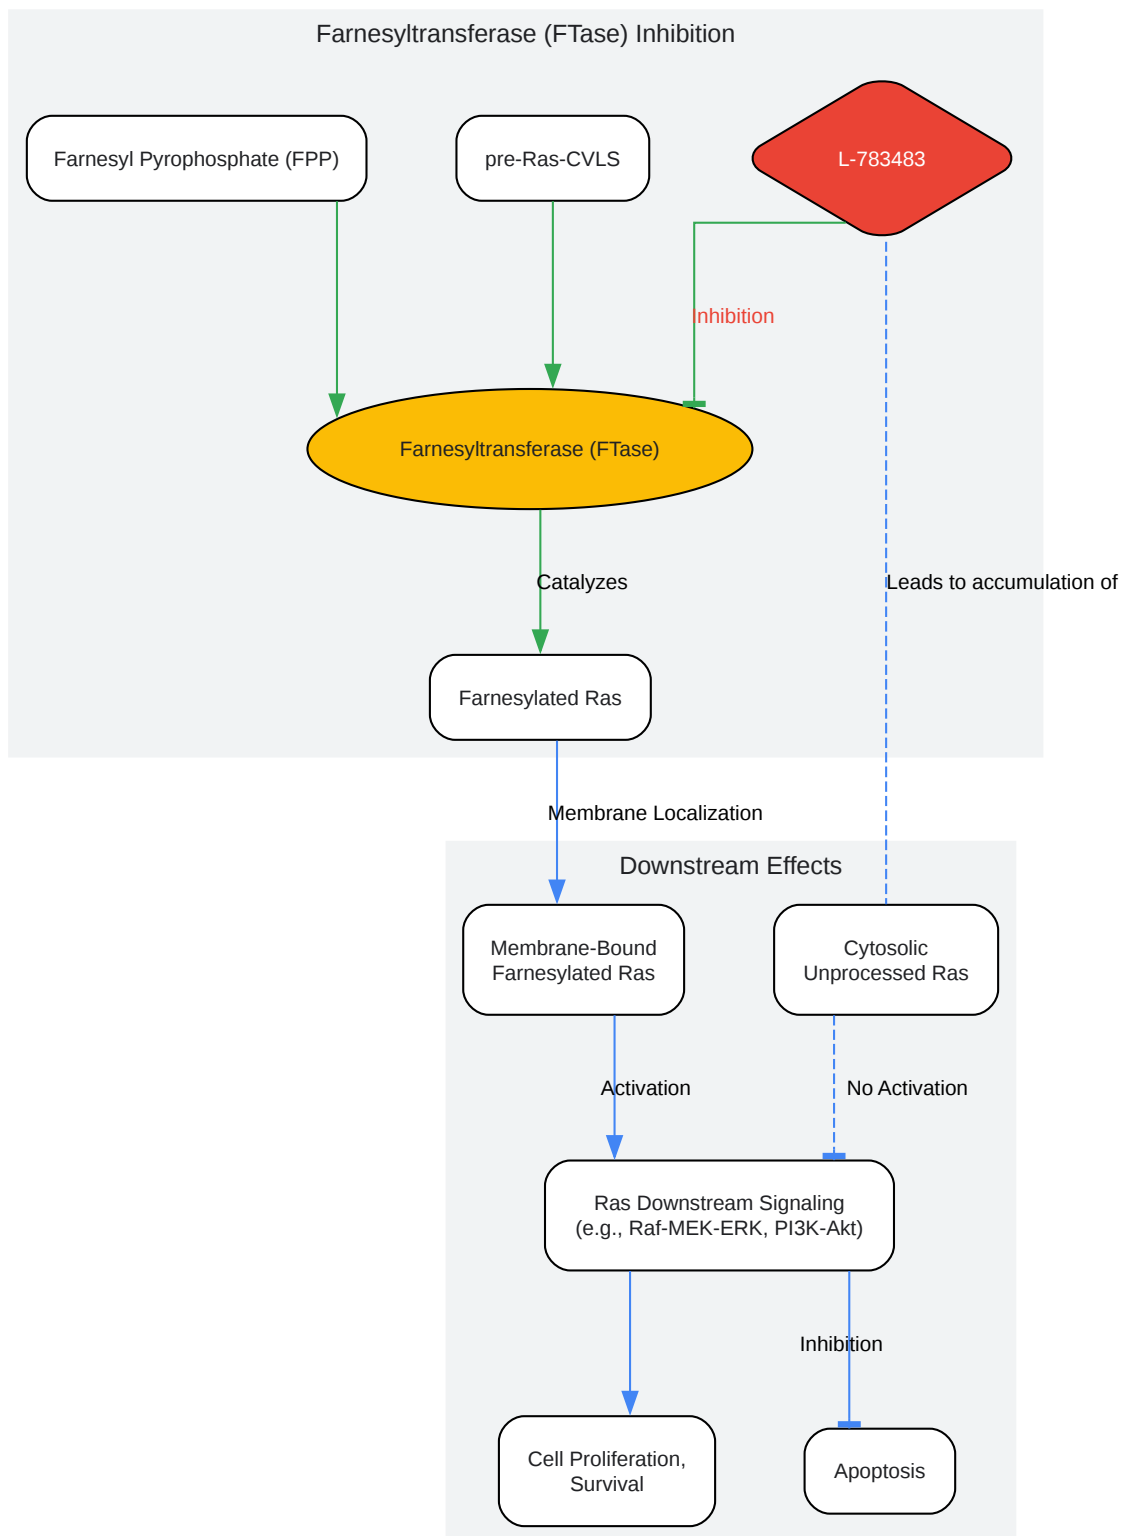 Farnesyltransferase (FTase) Inhibition
Farnesyl Pyrophosphate (FPP)
pre-Ras-CVLS
L-783483
Inhibition
Farnesyltransferase (FTase)
Catalyzes
Leads to accumulation of
Farnesylated Ras
Membrane Localization
Downstream Effects
Membrane-Bound
Farnesylated Ras
Cytosolic
Unprocessed Ras
Activation
No Activation
Ras Downstream Signaling
(e.g., Raf-MEK-ERK, PI3K-Akt)
Inhibition
Cell Proliferation,
Survival
Apoptosis